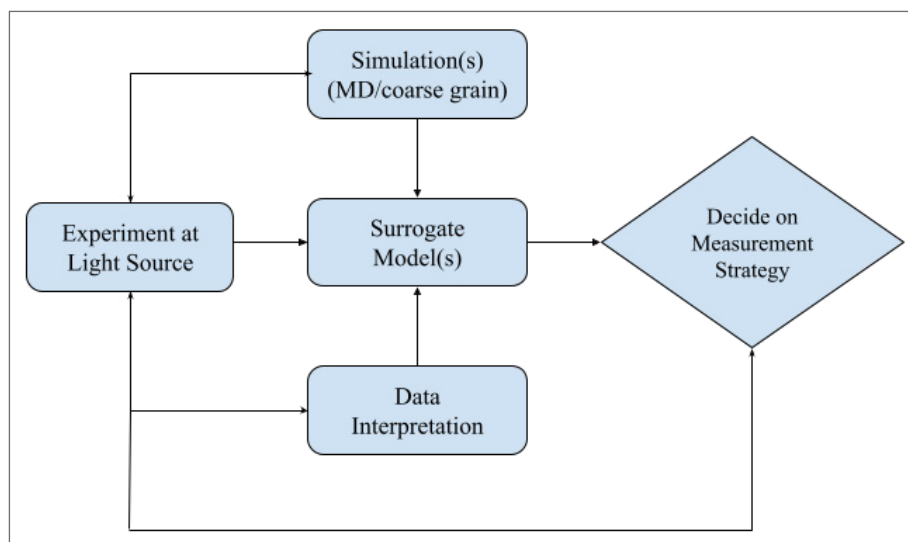 Simulation(s)
(MD/coarse grain)
Experiment at
Light Source
Surrogate
Model(s)
Decide on
Measurement
Strategy
Data
Interpretation